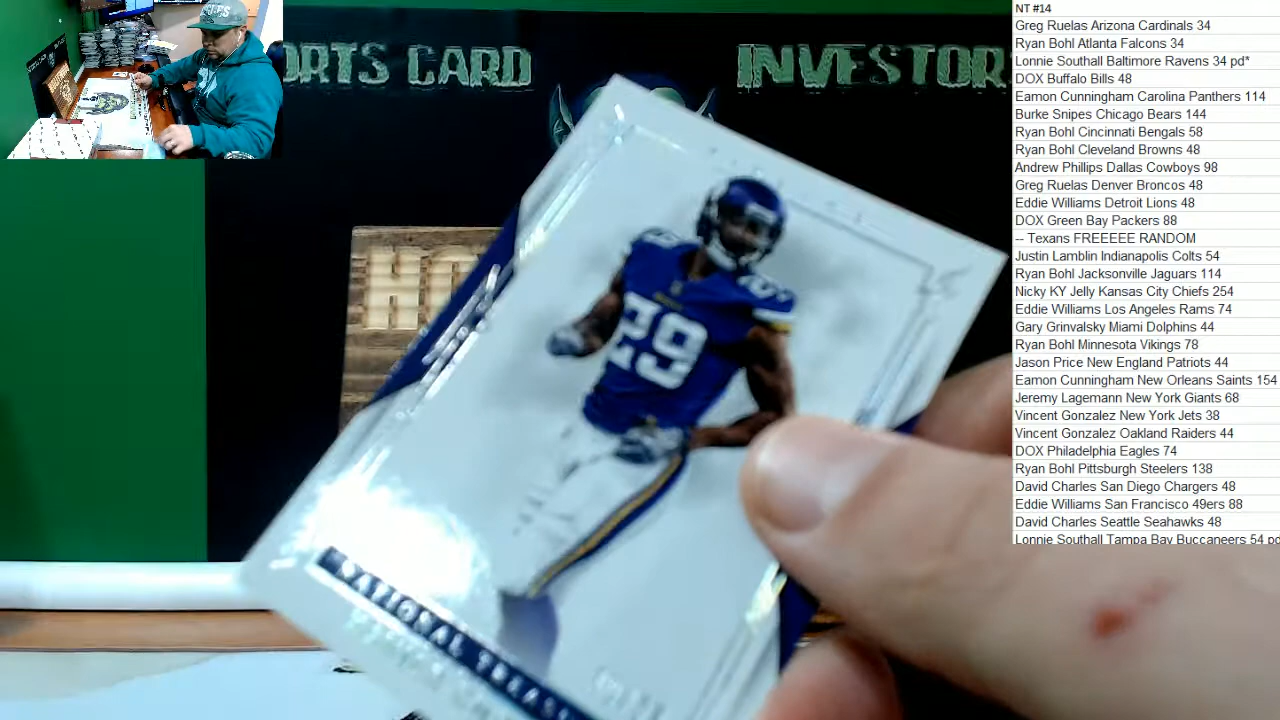 ORTS CARD INVESTOR
NT #14
Greg Ruelas Arizona Cardinals 34
Ryan Bohl Atlanta Falcons 34
Lonnie Southall Baltimore Ravens 34 pd*
DOX Buffalo Bills 48
Eamon Cunningham Carolina Panthers 114
Burke Snipes Chicago Bears 144
Ryan Bohl Cincinnati Bengals 58
Ryan Bohl Cleveland Browns 48
Andrew Phillips Dallas Cowboys 98
Greg Ruelas Denver Broncos 48
Eddie Williams Detroit Lions 48
DOX Green Bay Packers 88
-- Texans FREEEEE RANDOM
Justin Lamblin Indianapolis Colts 54
Ryan Bohl Jacksonville Jaguars 114
Nicky KY Jelly Kansas City Chiefs 254
Eddie Williams Los Angeles Rams 74
Gary Grinvalsky Miami Dolphins 44
Ryan Bohl Minnesota Vikings 78
Jason Price New England Patriots 44
Eamon Cunningham New Orleans Saints 154
Jeremy Lagemann New York Giants 68
Vincent Gonzalez New York Jets 38
Vincent Gonzalez Oakland Raiders 44
DOX Philadelphia Eagles 74
Ryan Bohl Pittsburgh Steelers 138
David Charles San Diego Chargers 48
Eddie Williams San Francisco 49ers 88
David Charles Seattle Seahawks 48
Lonnie Southall Tampa Bay Buccaneers 54 pd
29
NATIONAL TREAS